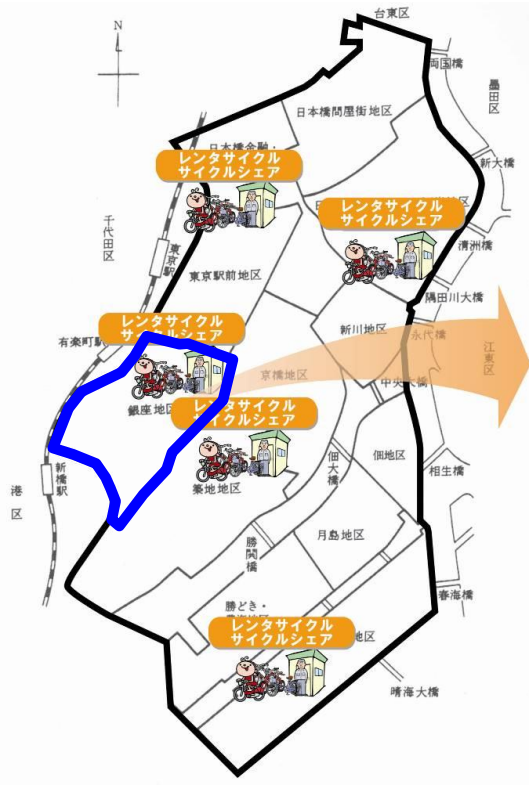 台東区
N
両国橋
墨田区
日本橋問屋街地区
日本橋金融・
新大橋
レンタサイクル
サイクルシェア
レンタサイクル
サイクルシェア
千代田区
清洲橋
東京駅
東京駅前地区
隅田川大橋
レンタサイクル
サイクルシェア
新川地区
永代橋
有楽町駅
江東区
京橋地区
中央大橋
銀座地区
レンタサイクル
サイクルシェア
佃大橋
佃地区
相生橋
新橋駅
築地地区
港区
月島地区
勝鬨橋
春海橋
勝どき・
レンタサイクル
サイクルシェア
地区
晴海大橋